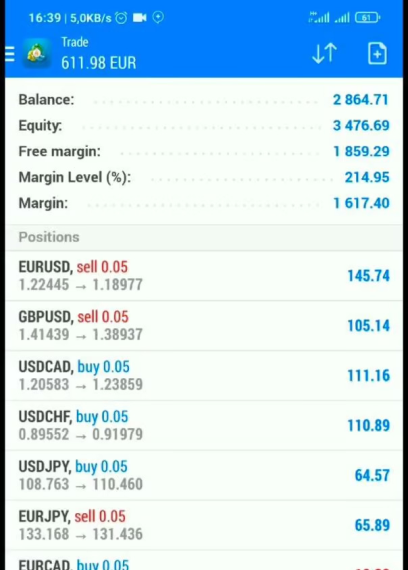 16:39 | 5,0KB/s
61
Trade
611.98 EUR
Balance: 2 864.71
Equity: 3 476.69
Free margin: 1 859.29
Margin Level (%): 214.95
Margin: 1 617.40
Positions
EURUSD, sell 0.05
1.22445 → 1.18977 145.74
GBPUSD, sell 0.05
1.41439 → 1.38937 105.14
USDCAD, buy 0.05
1.20583 → 1.23859 111.16
USDCHF, buy 0.05
0.89552 → 0.91979 110.89
USDJPY, buy 0.05
108.763 → 110.460 64.57
EURJPY, sell 0.05
133.168 → 131.436 65.89
EURCAD, buy 0.05